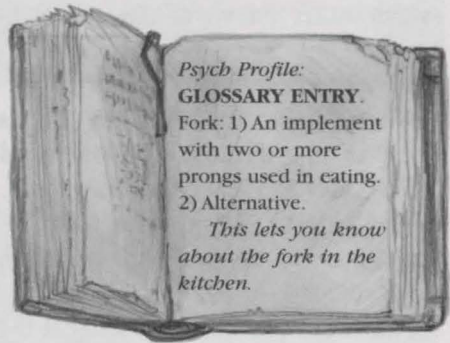 Psych Profile:
GLOSSARY ENTRY.
Fork: 1) An implement
with two or more
prongs used in eating.
2) Alternative.
This lets you know
about the fork in the
kitchen.